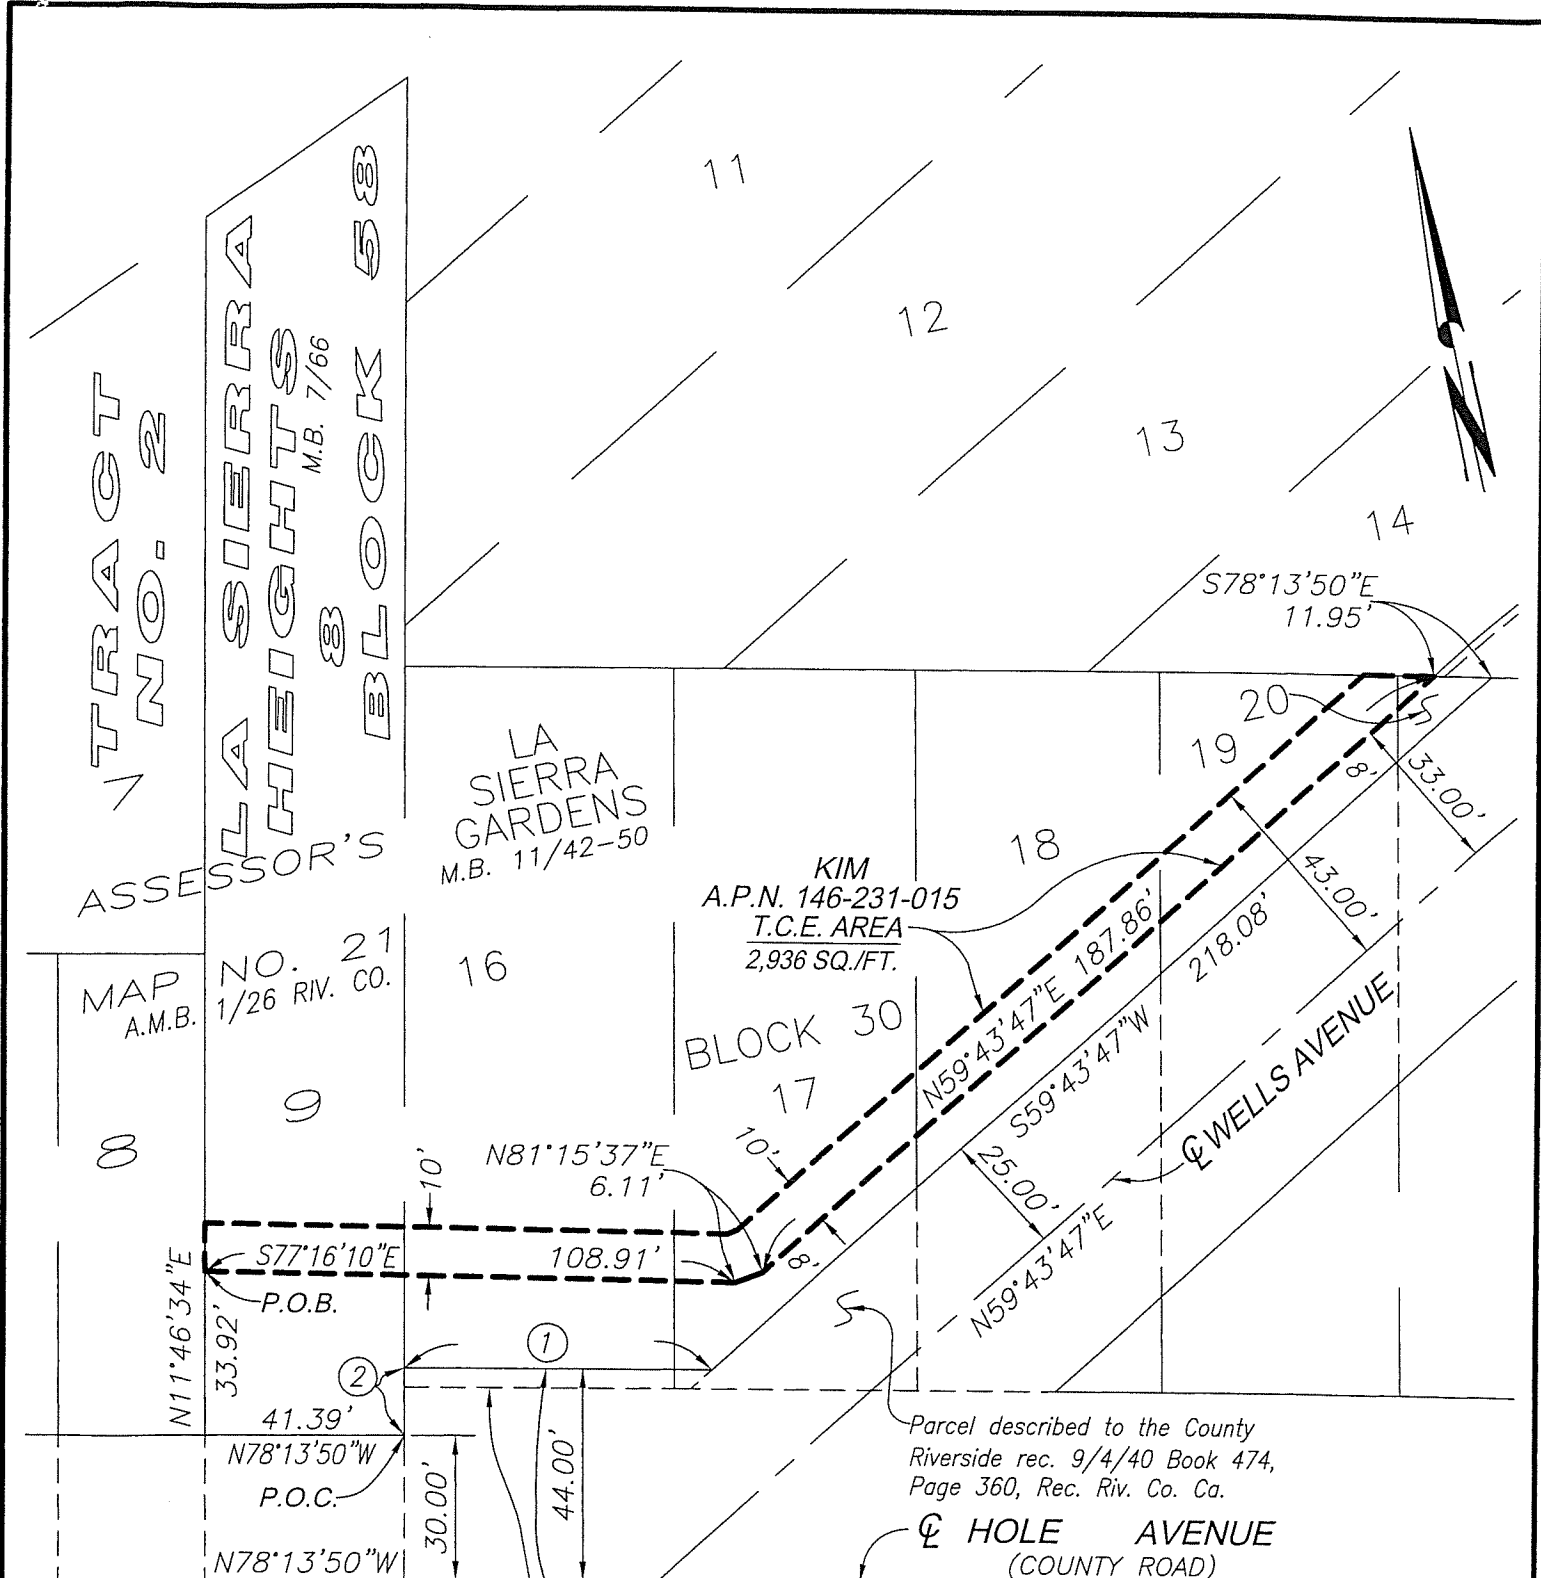 11
12
13
14
TRACT
NO. 2
7
LA SIERRA
HEIGHTS
M.B. 7/66
8
BLOCK 58
S78°13'50"E
11.95'
LA
SIERRA
GARDENS
M.B. 11/42-50
20
19
18
8'
33.00'
43.00'
ASSESSOR'S
MAP NO. 21
A.M.B. 1/26 RIV. CO.
16
KIM
A.P.N. 146-231-015
T.C.E. AREA
2,936 SQ./FT.
BLOCK 30
17
N59°43'47"E 187.86'
S59°43'47"W 218.08'
℄ WELLS AVENUE
25.00'
N59°43'47"E
9
8
10'
N81°15'37"E
6.11'
10'
8'
S77°16'10"E 108.91'
P.O.B.
N11°46'34"E
33.92'
1
2
41.39'
N78°13'50"W
P.O.C.
30.00'
44.00'
N78°13'50"W
Parcel described to the County
Riverside rec. 9/4/40 Book 474,
Page 360, Rec. Riv. Co. Ca.
℄ HOLE AVENUE
(COUNTY ROAD)
N